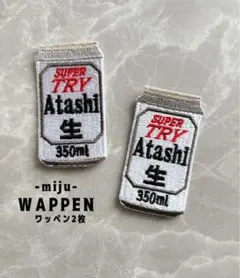 SUPER
TRY
Atashi
生
350ml
SUPER
TRY
Atashi
生
350ml
-miju-
WAPPEN
ワッペン2枚